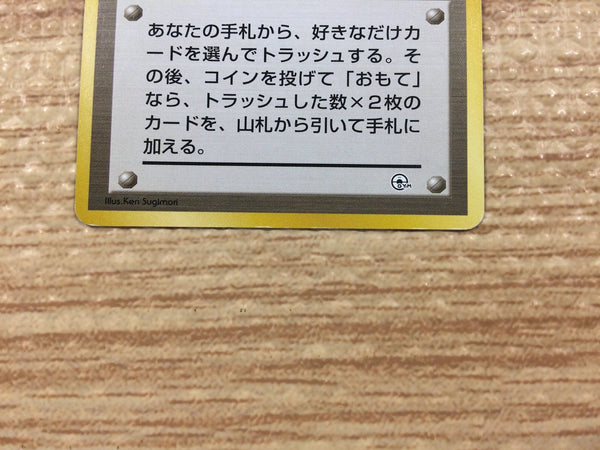 あなたの手札から、好きなだけカ
ードを選んでトラッシュする。そ
の後、コインを投げて「おもて」
なら、トラッシュした数×2枚の
カードを、山札から引いて手札に
加える。
GYM
Illus.Ken Sugimori